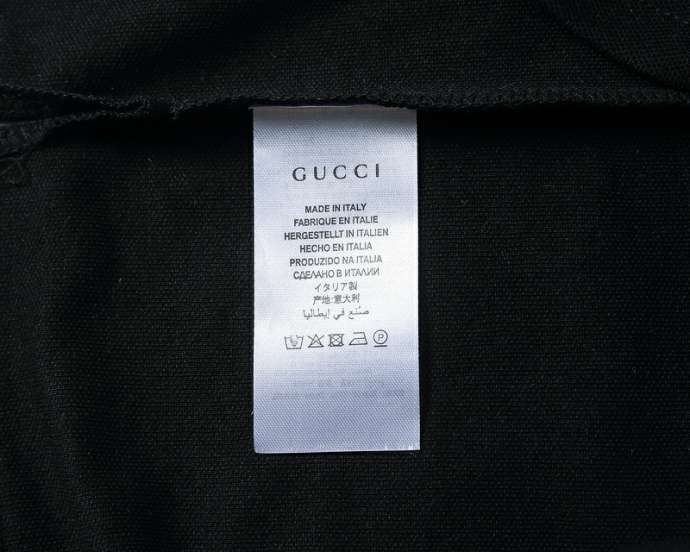 GUCCI
MADE IN ITALY
FABRIQUE EN ITALIE
HERGESTELLT IN ITALIEN
HECHO EN ITALIA
PRODUZIDO NA ITALIA
СДЕЛАНО В ИТАЛИИ
イタリア製
产地:意大利
صنع في إيطاليا
P